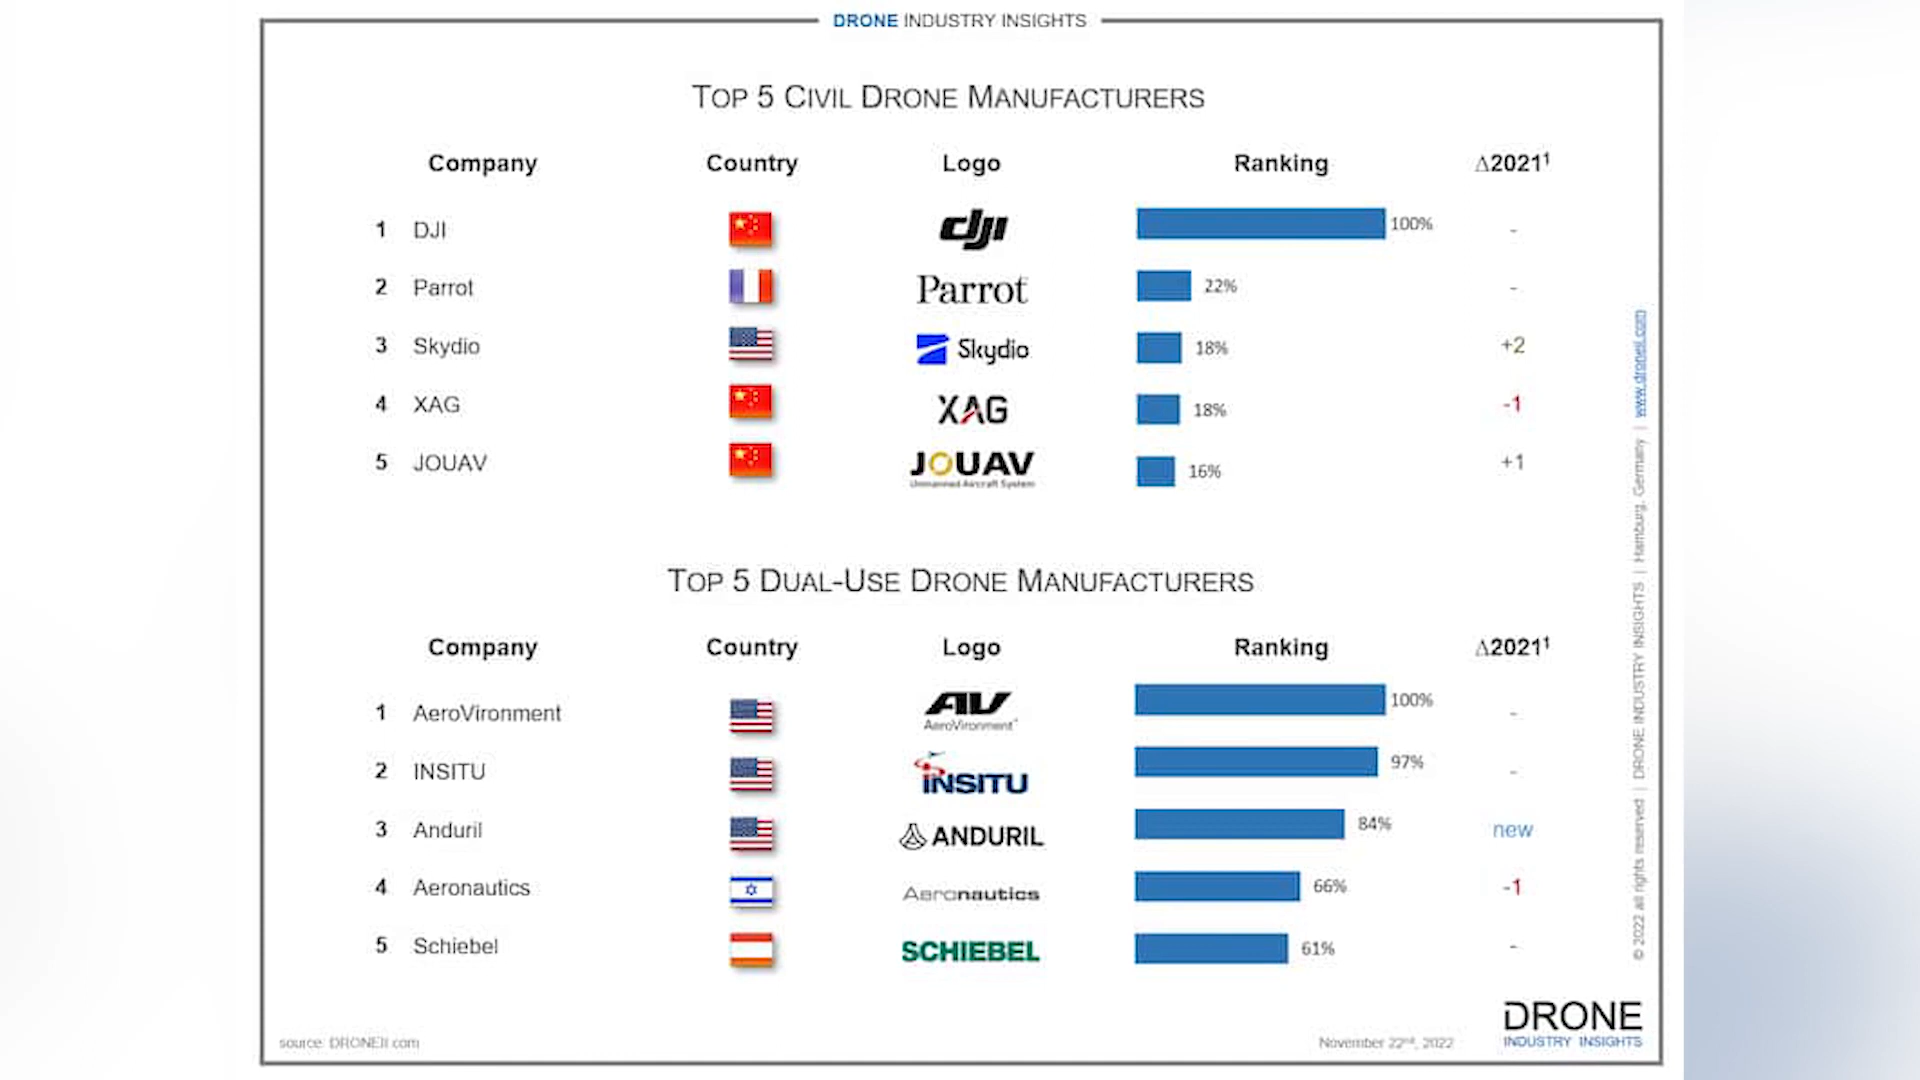 DRONE INDUSTRY INSIGHTS
TOP 5 CIVIL DRONE MANUFACTURERS
Company Country Logo Ranking Δ2021¹
1 DJI dji 100% -
2 Parrot Parrot 22% -
3 Skydio Skydio 18% +2
4 XAG XAG 18% -1
5 JOUAV JOUAV 16% +1
Unmanned Aircraft System
TOP 5 DUAL-USE DRONE MANUFACTURERS
Company Country Logo Ranking Δ2021¹
1 AeroVironment AV 100% -
AeroVironment
2 INSITU INSITU 97% -
3 Anduril ANDURIL 84% new
4 Aeronautics Aeronautics 66% -1
5 Schiebel SCHIEBEL 61% -
source: DRONEII.com
November 22nd, 2022
DRONE
INDUSTRY INSIGHTS
© 2022 all rights reserved | DRONE INDUSTRY INSIGHTS | Hamburg, Germany | www.droneii.com